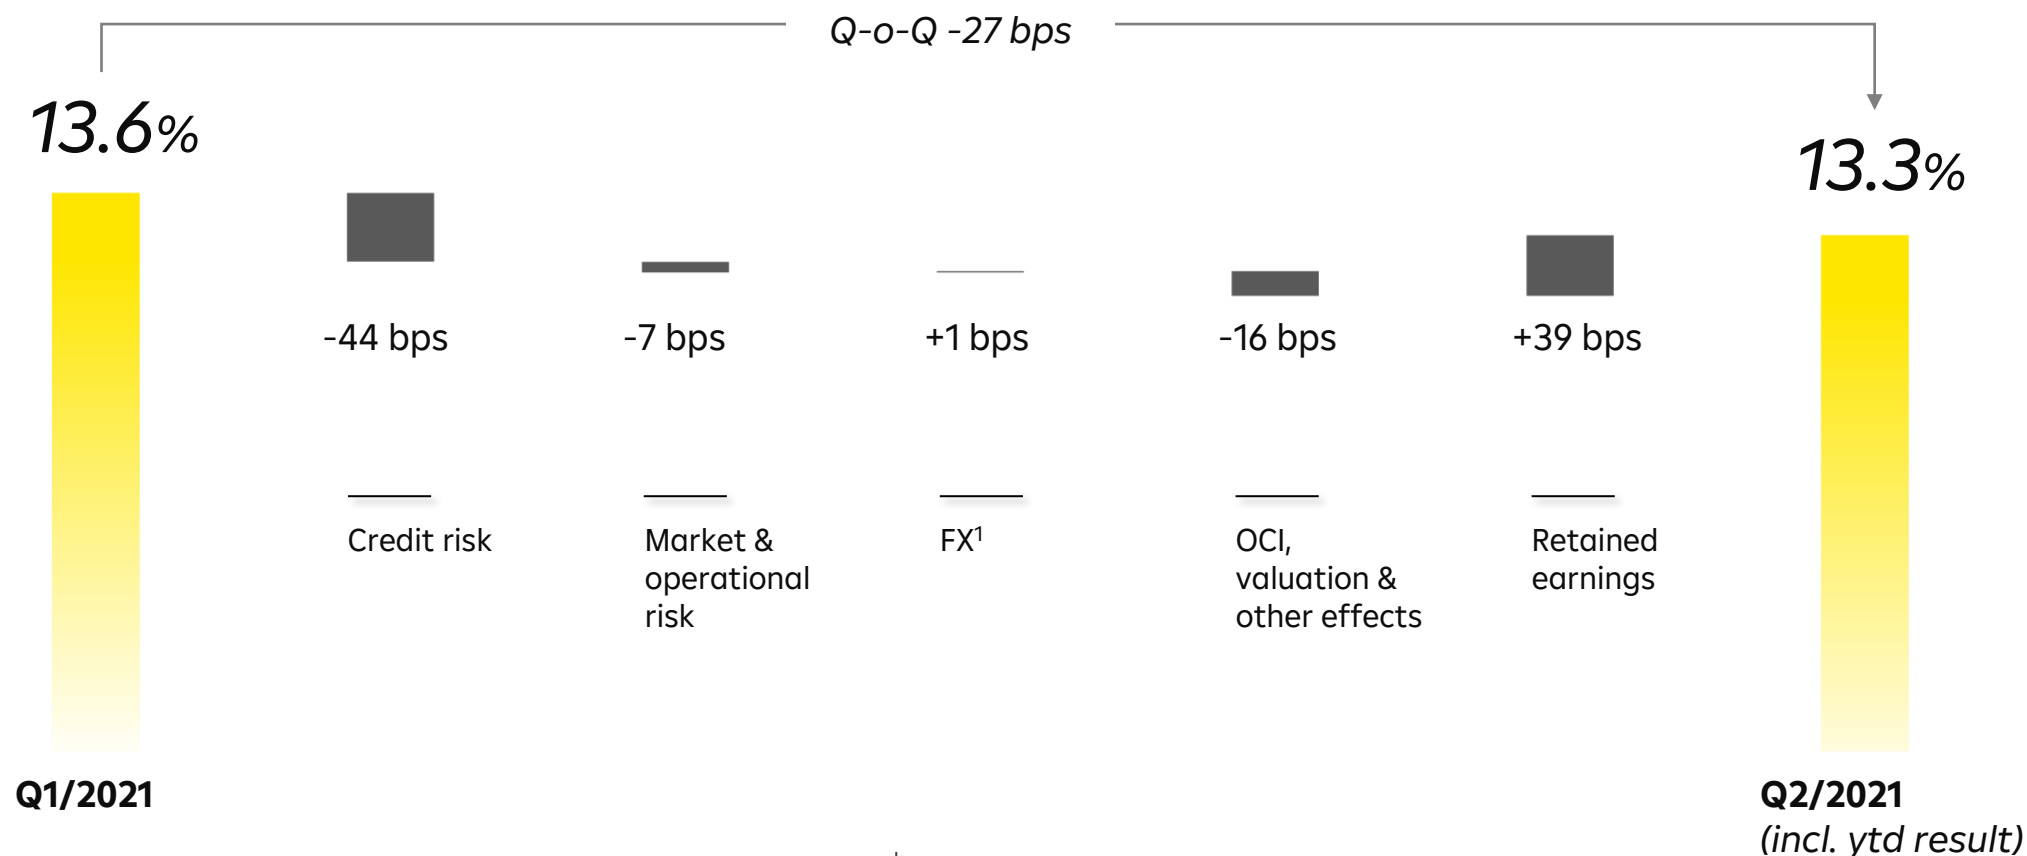 Q-o-Q -27 bps
13.6%
13.3%
-44 bps
-7 bps
+1 bps
-16 bps
+39 bps
Credit risk
Market &
operational
risk
FX¹
OCI,
valuation &
other effects
Retained
earnings
Q1/2021
Q2/2021
(incl. ytd result)